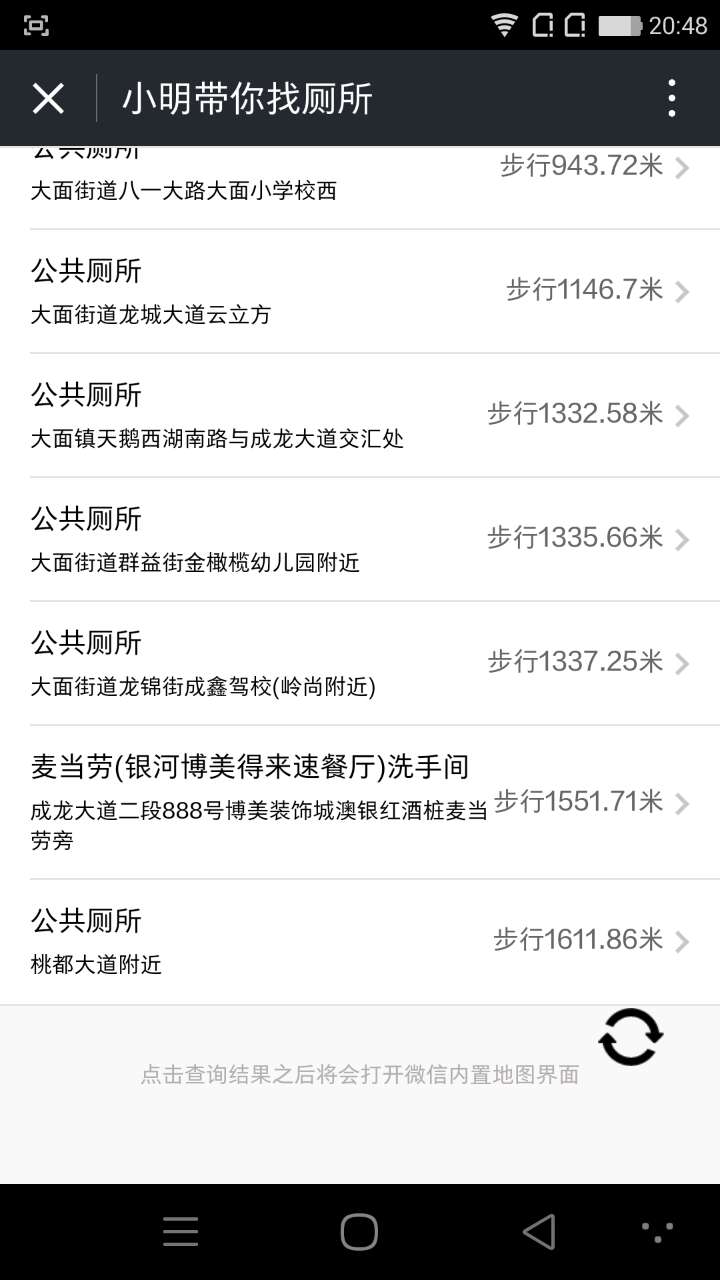 20:48
小明带你找厕所
公共厕所
步行943.72米
大面街道八一大路大面小学校西
公共厕所
步行1146.7米
大面街道龙城大道云立方
公共厕所
步行1332.58米
大面镇天鹅西湖南路与成龙大道交汇处
公共厕所
步行1335.66米
大面街道群益街金橄榄幼儿园附近
公共厕所
步行1337.25米
大面街道龙锦街成鑫驾校(岭尚附近)
麦当劳(银河博美得来速餐厅)洗手间
步行1551.71米
成龙大道二段888号博美装饰城澳银红酒桩麦当
劳旁
公共厕所
步行1611.86米
桃都大道附近
点击查询结果之后将会打开微信内置地图界面